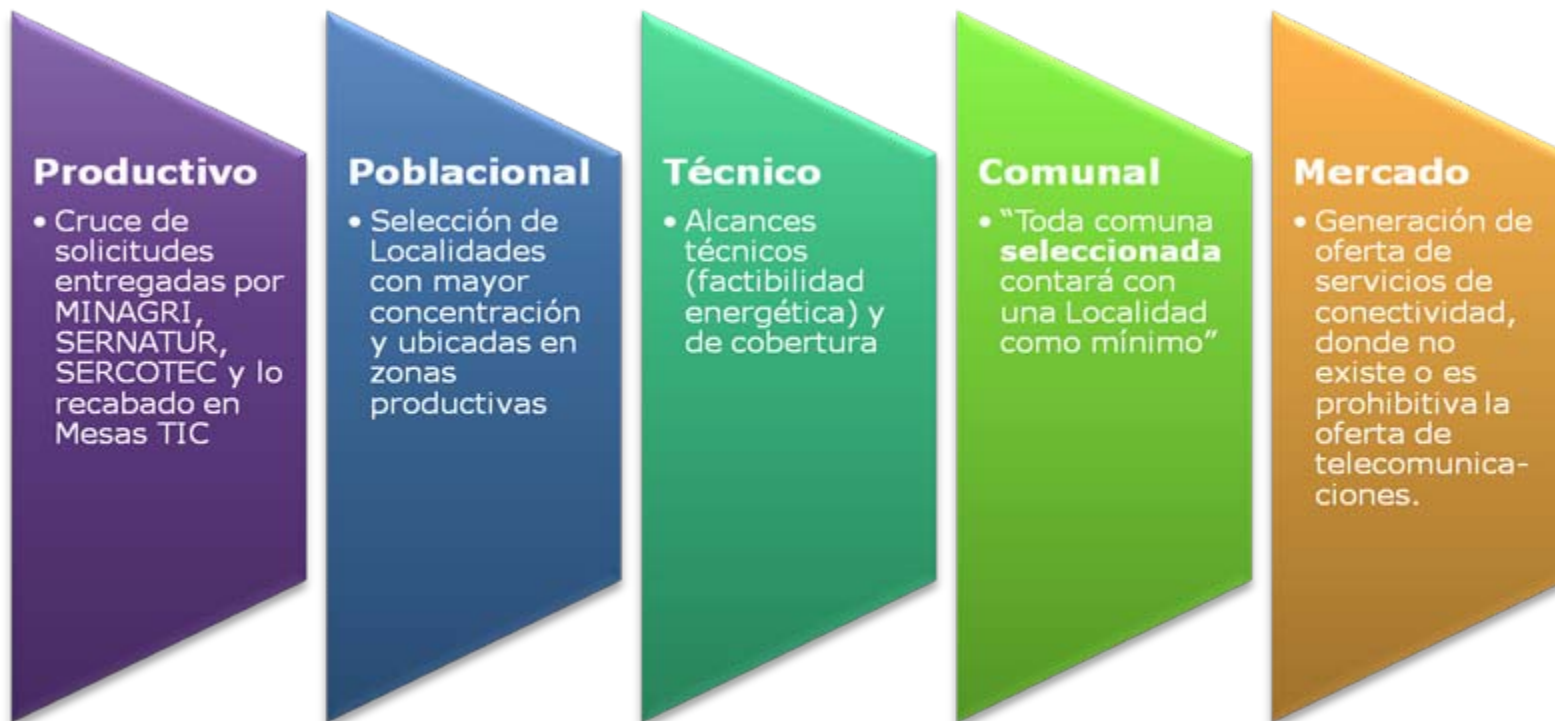 Productivo
• Cruce de
solicitudes
entregadas por
MINAGRI,
SERNATUR,
SERCOTEC y lo
recabado en
Mesas TIC
Poblacional
• Selección de
Localidades
con mayor
concentración
y ubicadas en
zonas
productivas
Técnico
• Alcances
técnicos
(factibilidad
energética) y
de cobertura
Comunal
• "Toda comuna
seleccionada
contará con
una Localidad
como mínimo”
Mercado
• Generación de
oferta de
servicios de
conectividad,
donde no
existe o es
prohibitiva la
oferta de
telecomunica-
ciones.